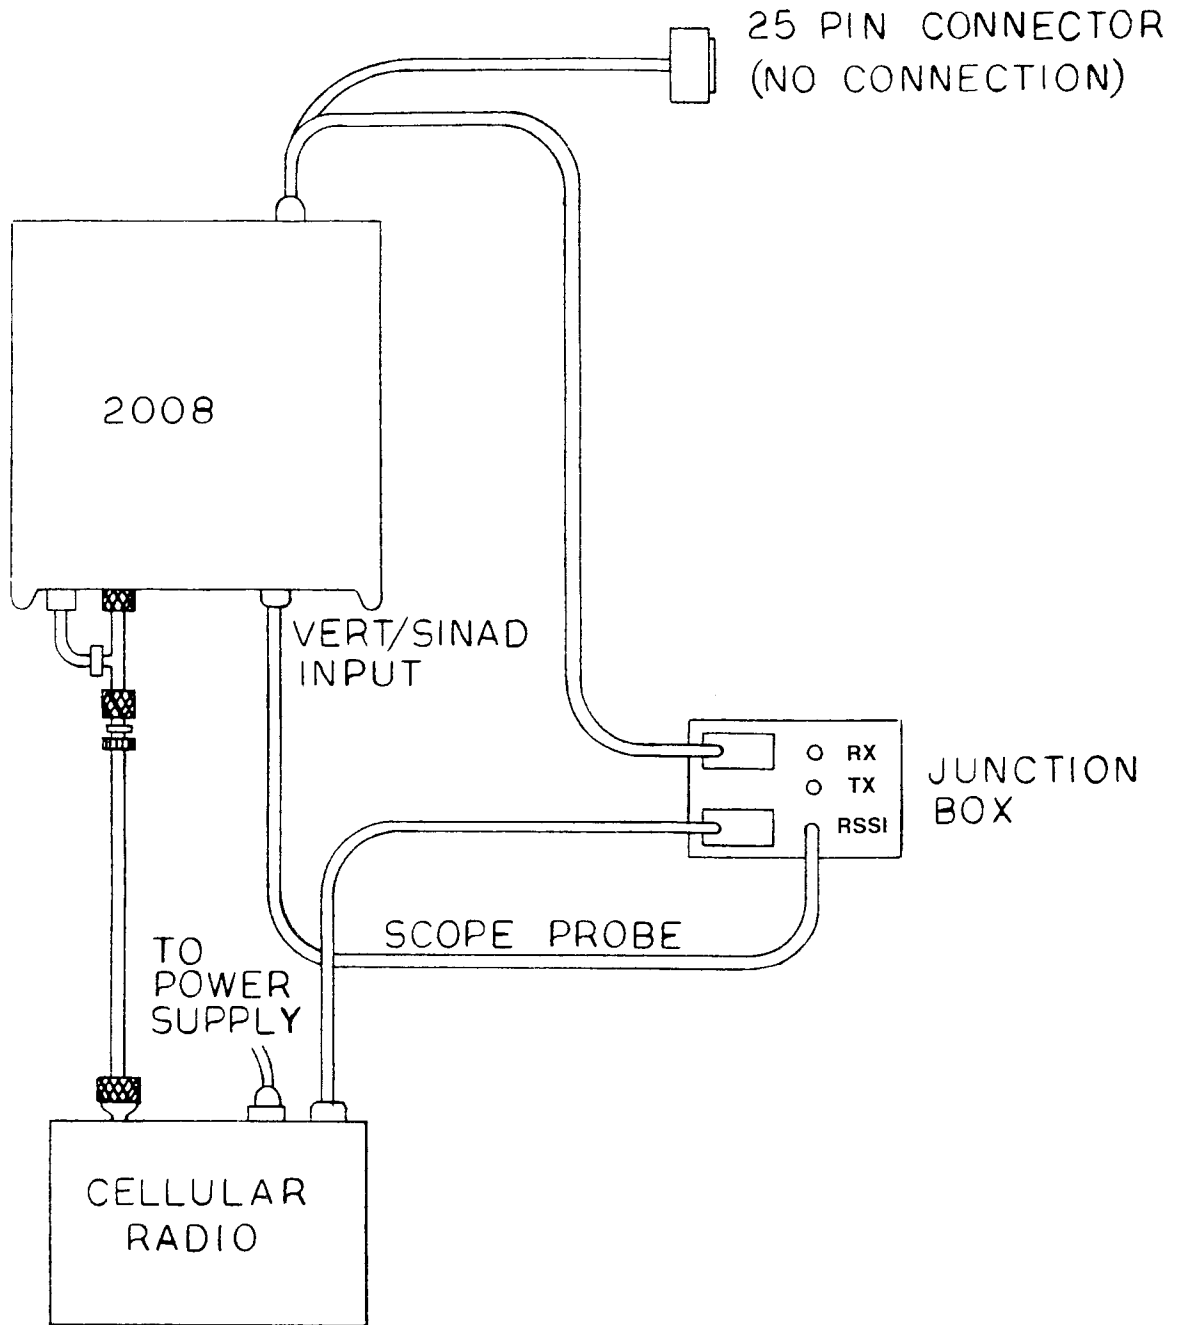 25 PIN CONNECTOR
(NO CONNECTION)
2008
VERT/SINAD
INPUT
RX
TX
RSSI
JUNCTION
BOX
SCOPE PROBE
TO
POWER
SUPPLY
CELLULAR
RADIO